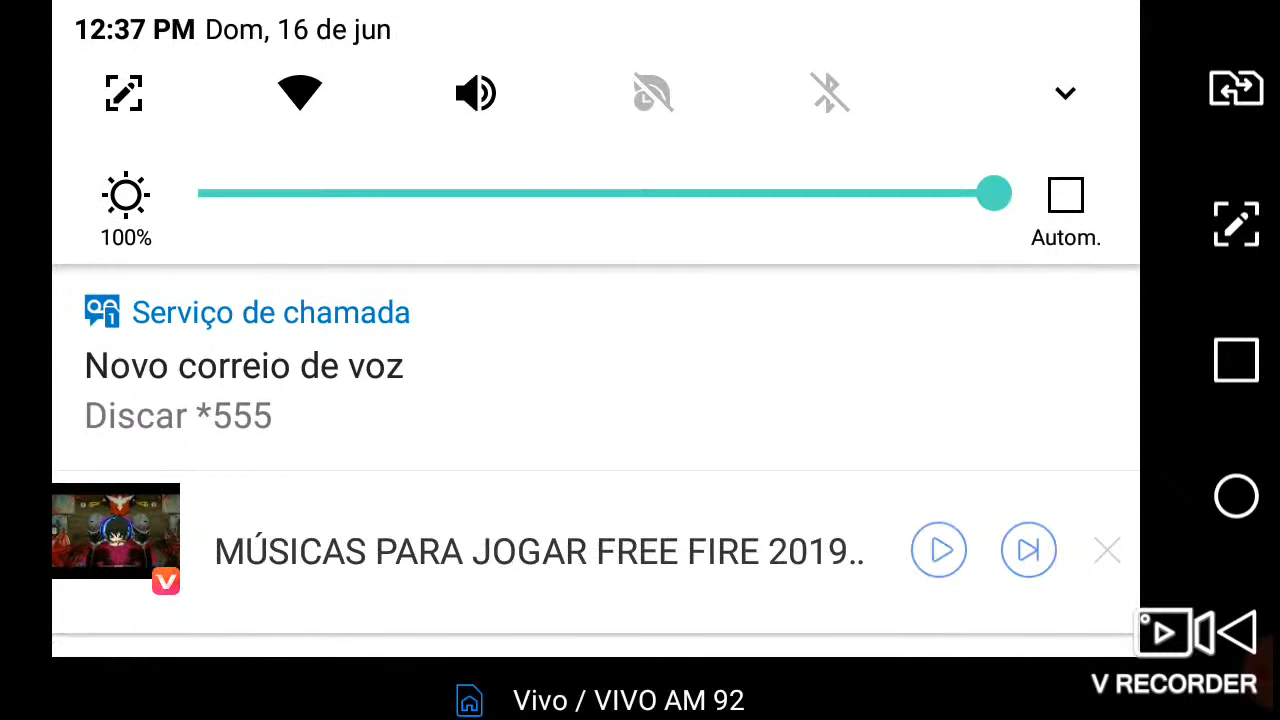 12:37 PM Dom, 16 de jun
100%
Autom.
Serviço de chamada
Novo correio de voz
Discar *555
MÚSICAS PARA JOGAR FREE FIRE 2019..
V RECORDER
Vivo / VIVO AM 92